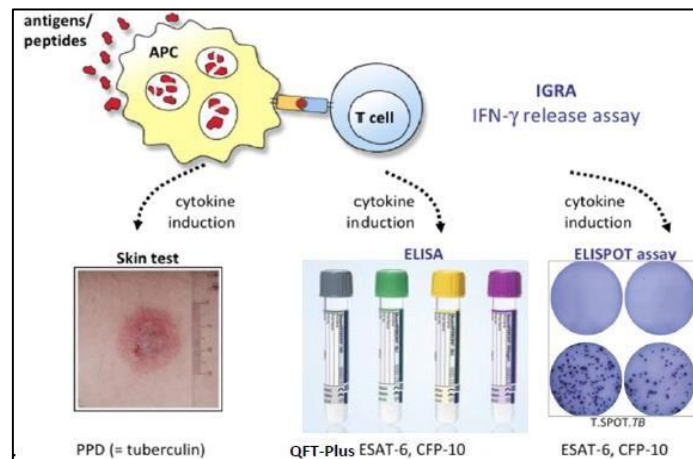 antigens/
peptides
APC
T cell
IGRA
IFN-γ release assay
cytokine
induction
cytokine
induction
cytokine
induction
Skin test
ELISA
ELISPOT assay
T.SPOT.TB
PPD (= tuberculin)
QFT-Plus ESAT-6, CFP-10
ESAT-6, CFP-10